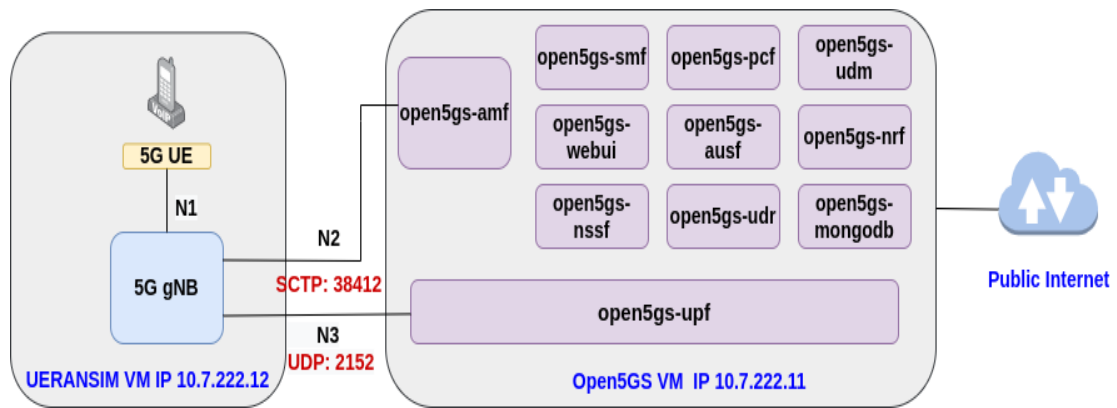 VoIP
5G UE
N1
5G gNB
N2
SCTP: 38412
N3
UDP: 2152
UERANSIM VM IP 10.7.222.12
open5gs-amf
open5gs-smf
open5gs-pcf
open5gs-
udm
open5gs-
webui
open5gs-
ausf
open5gs-nrf
open5gs-
nssf
open5gs-udr
open5gs-
mongodb
open5gs-upf
Open5GS VM IP 10.7.222.11
Public Internet